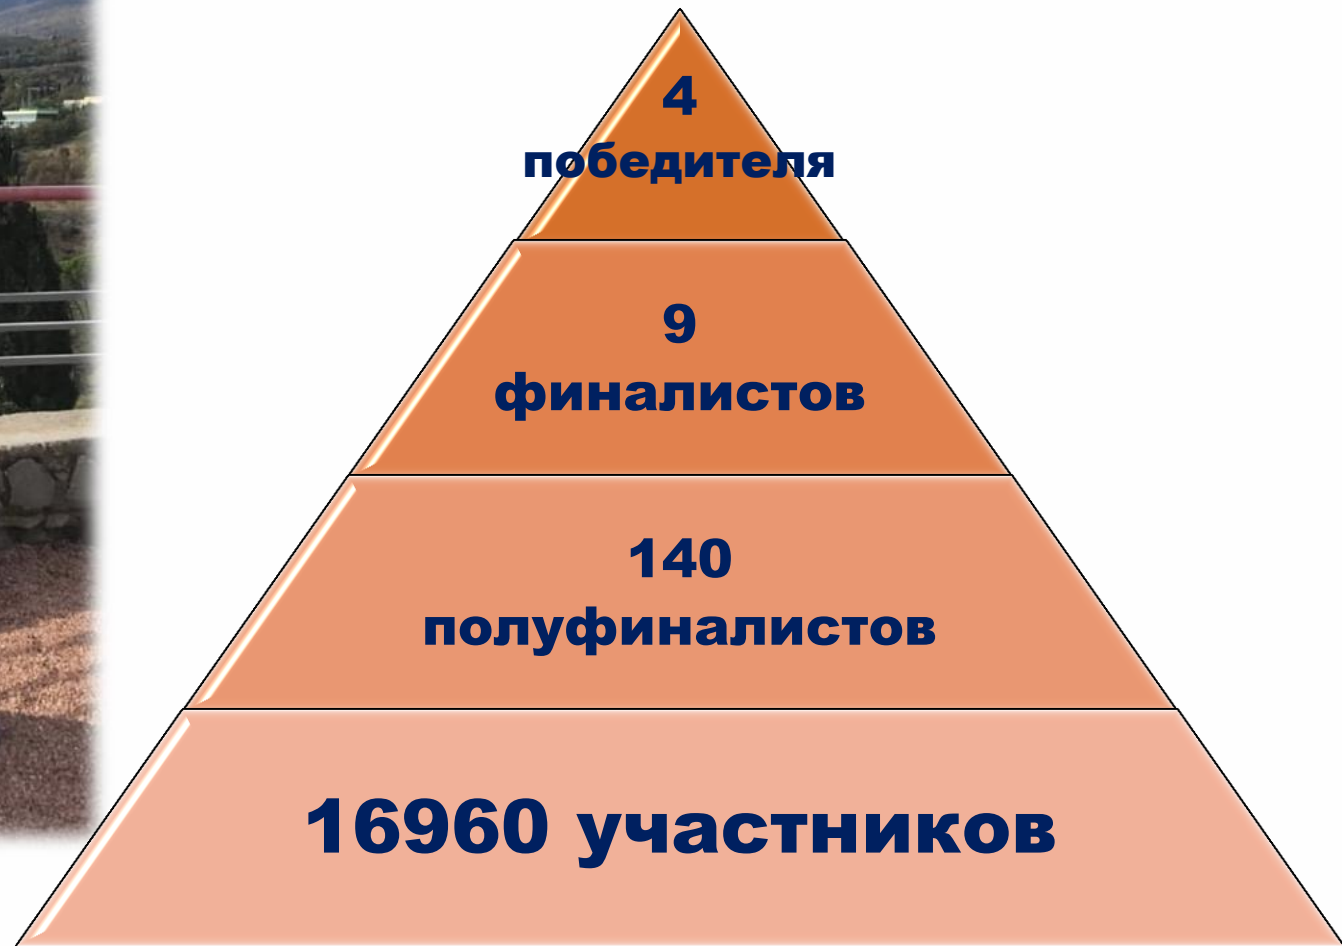 4
победителя
9
финалистов
140
полуфиналистов
16960 участников